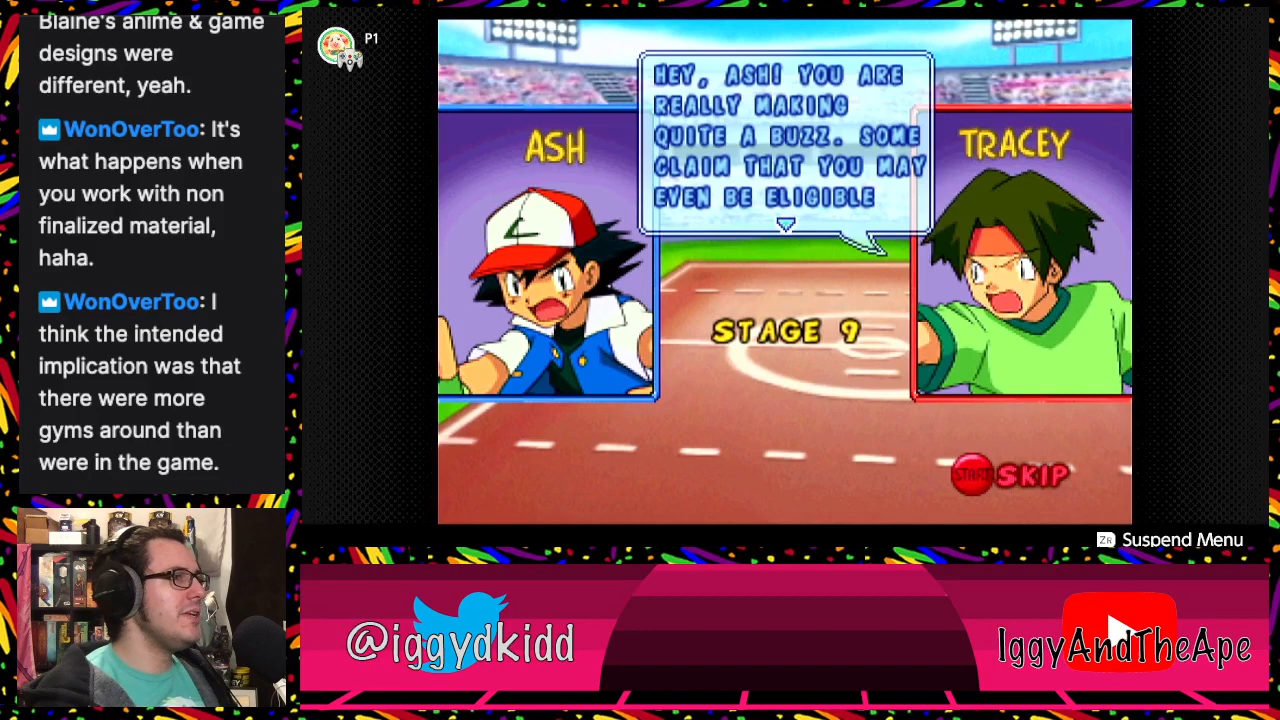 Blaine's anime & game
designs were
different, yeah.
WonOverToo: It's
what happens when
you work with non
finalized material,
haha.
WonOverToo: I
think the intended
implication was that
there were more
gyms around than
were in the game.
P1
HEY, ASH! YOU ARE
REALLY MAKING
QUITE A BUZZ. SOME
CLAIM THAT YOU MAY
EVEN BE ELIGIBLE
ASH
TRACEY
STAGE 9
START SKIP
ZR Suspend Menu
@iggydkidd
IggyAndTheApe